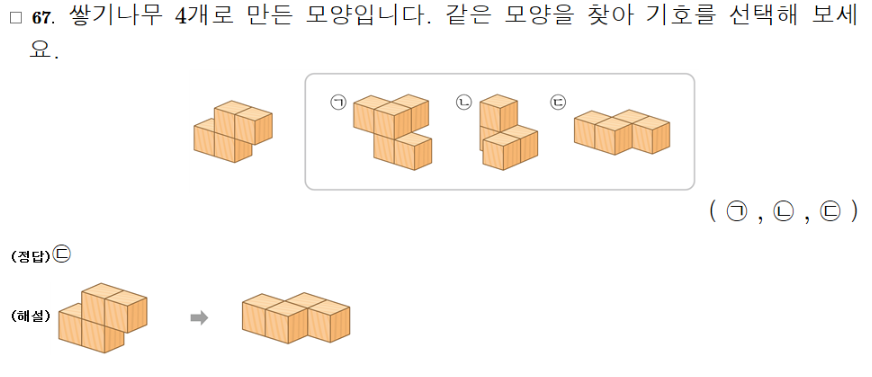 □ 67. 쌓기나무 4개로 만든 모양입니다. 같은 모양을 찾아 기호를 선택해 보세
요.
㉠ ㉡ ㉢
( ㉠ , ㉡ , ㉢ )
(정답)㉢
(해설)